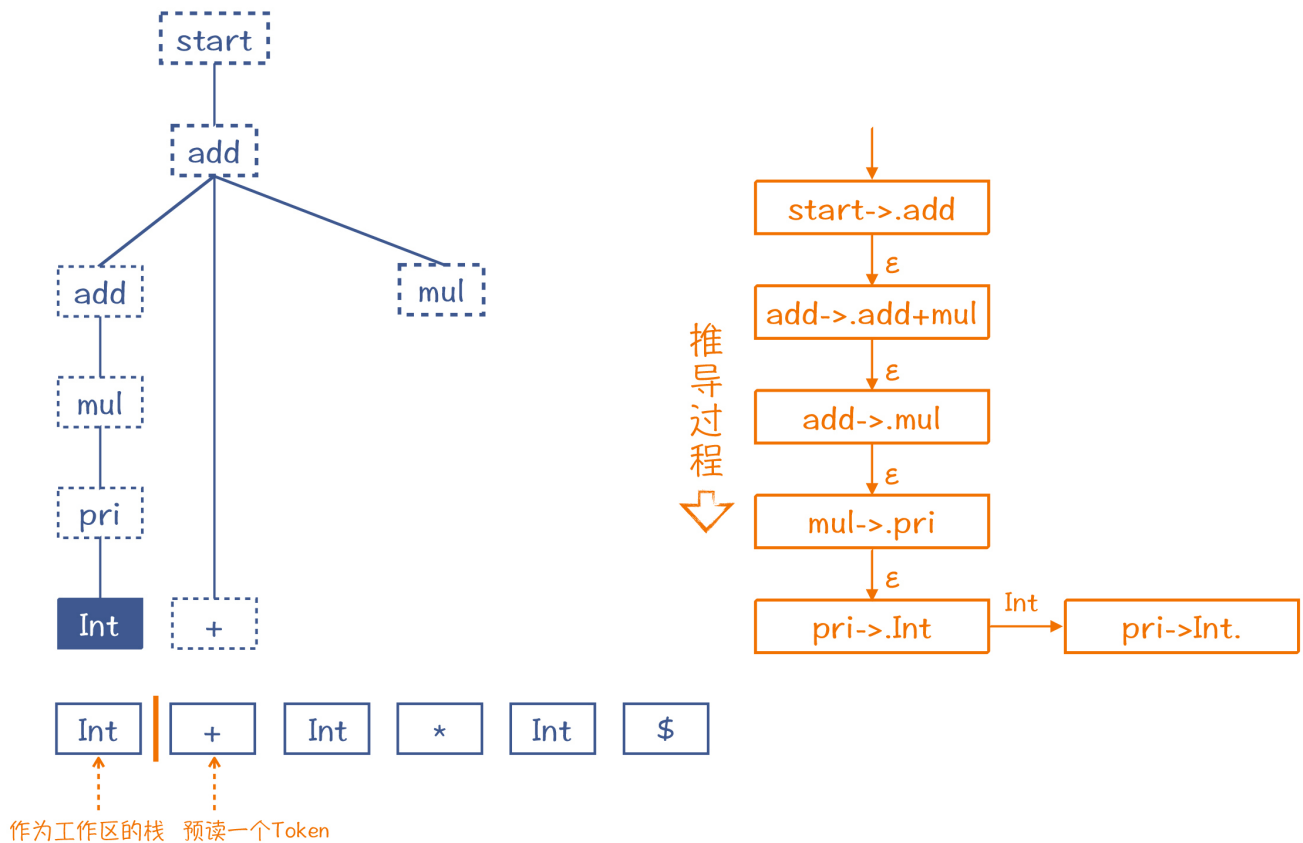 start
add
add
mul
mul
pri
Int
+
start->.add
ε
add->.add+mul
ε
add->.mul
ε
mul->.pri
ε
pri->.Int
Int
pri->Int.
推导过程
Int
+
Int
*
Int
$
作为工作区的栈
预读一个Token